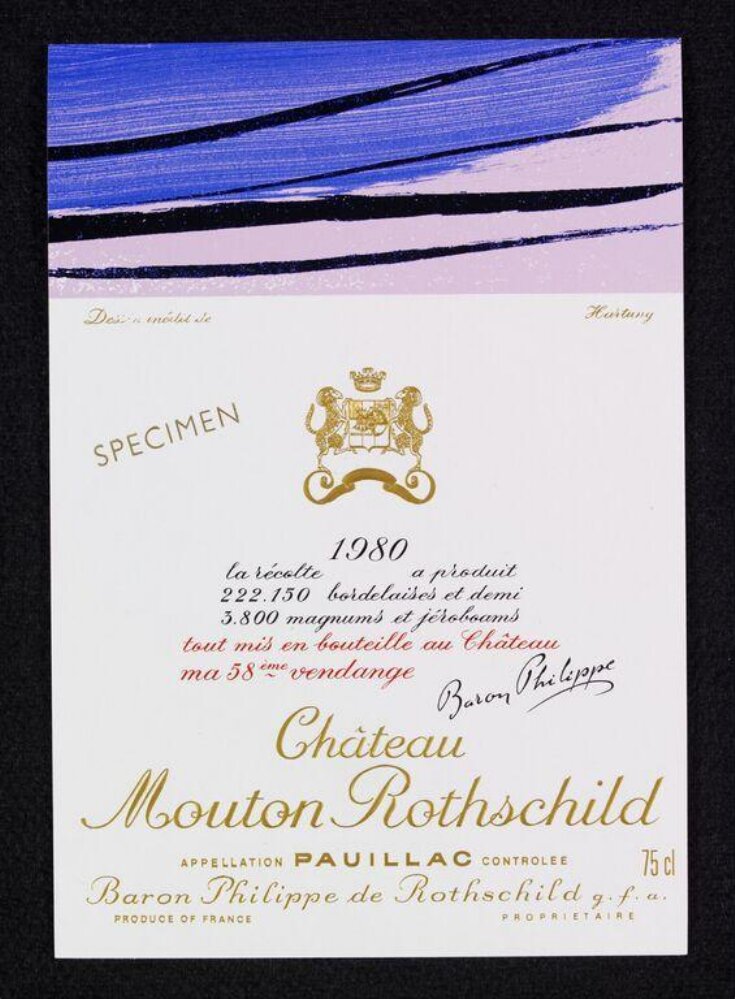 Dessin inédit de Hartung
SPECIMEN
1980
la récolte a produit
222.150 bordelaises et demi
3.800 magnums et jéroboams
tout mis en bouteille au Château
ma 58ème vendange
Baron Philippe
Château
Mouton Rothschild
APPELLATION PAUILLAC CONTROLEE
75 cl
Baron Philippe de Rothschild g.f.a.
PRODUCE OF FRANCE PROPRIETAIRE